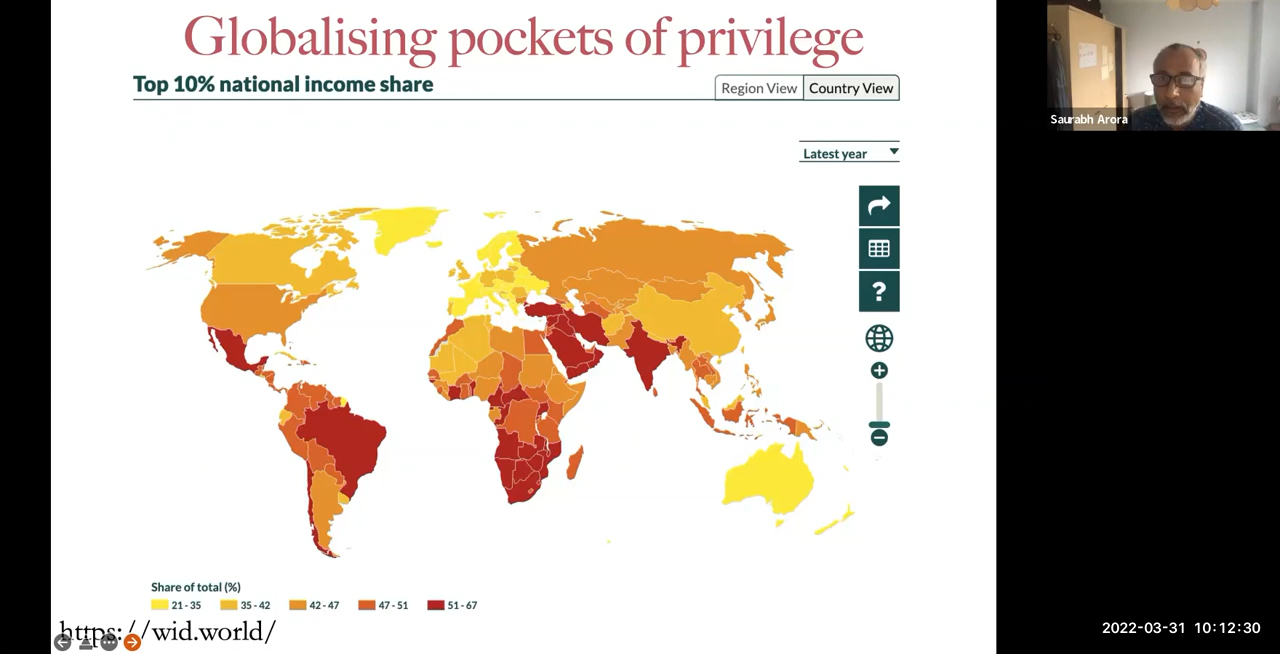 Globalising pockets of privilege
Top 10% national income share
Region View
Country View
Latest year
?
+
−
Share of total (%)
21 - 35
35 - 42
42 - 47
47 - 51
51 - 67
https://wid.world/
Saurabh Arora
2022-03-31 10:12:30